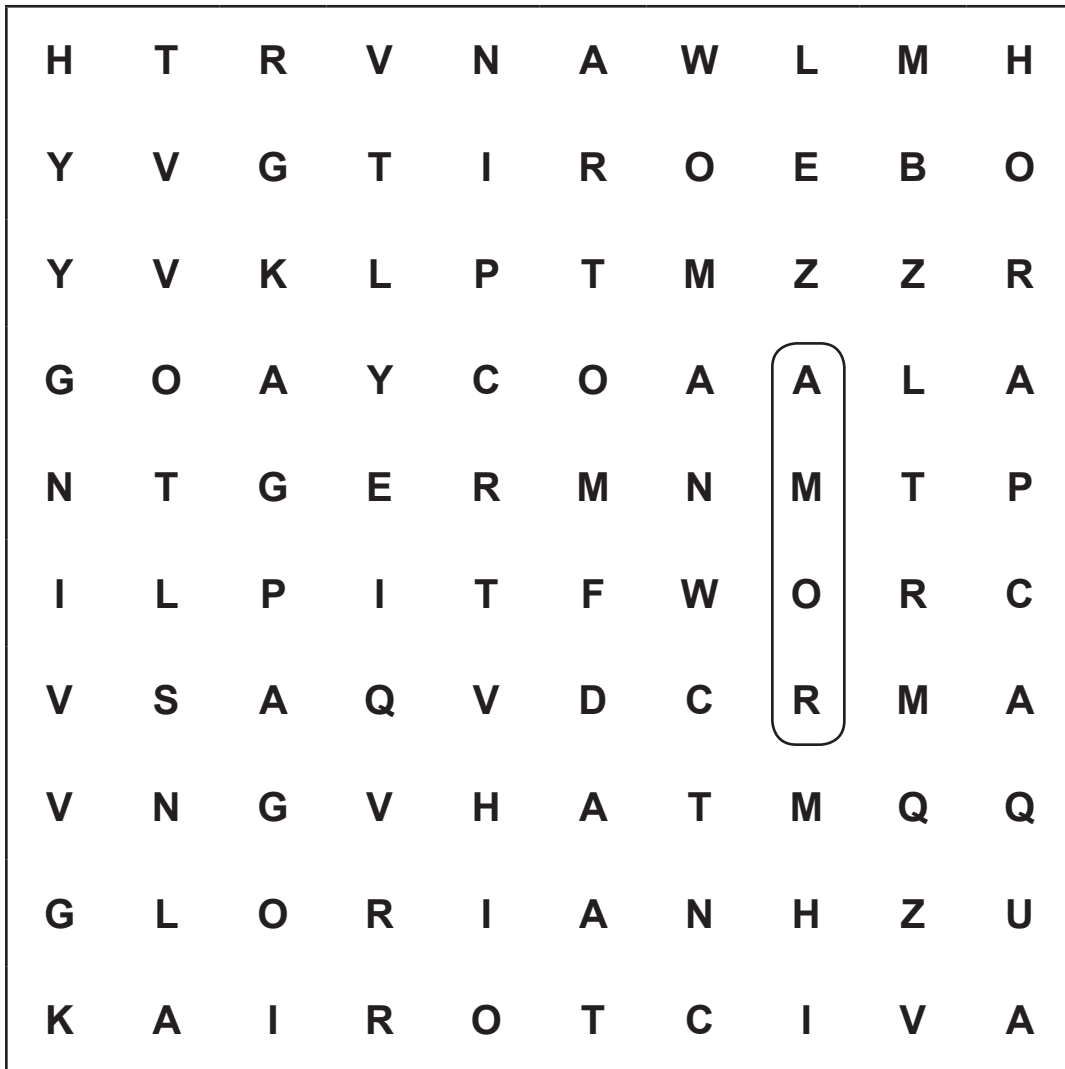 H T R V N A W L M H
Y V G T I R O E B O
Y V K L P T M Z Z R
G O A Y C O A A L A
N T G E R M N M T P
I L P I T F W O R C
V S A Q V D C R M A
V N G V H A T M Q Q
G L O R I A N H Z U
K A I R O T C I V A